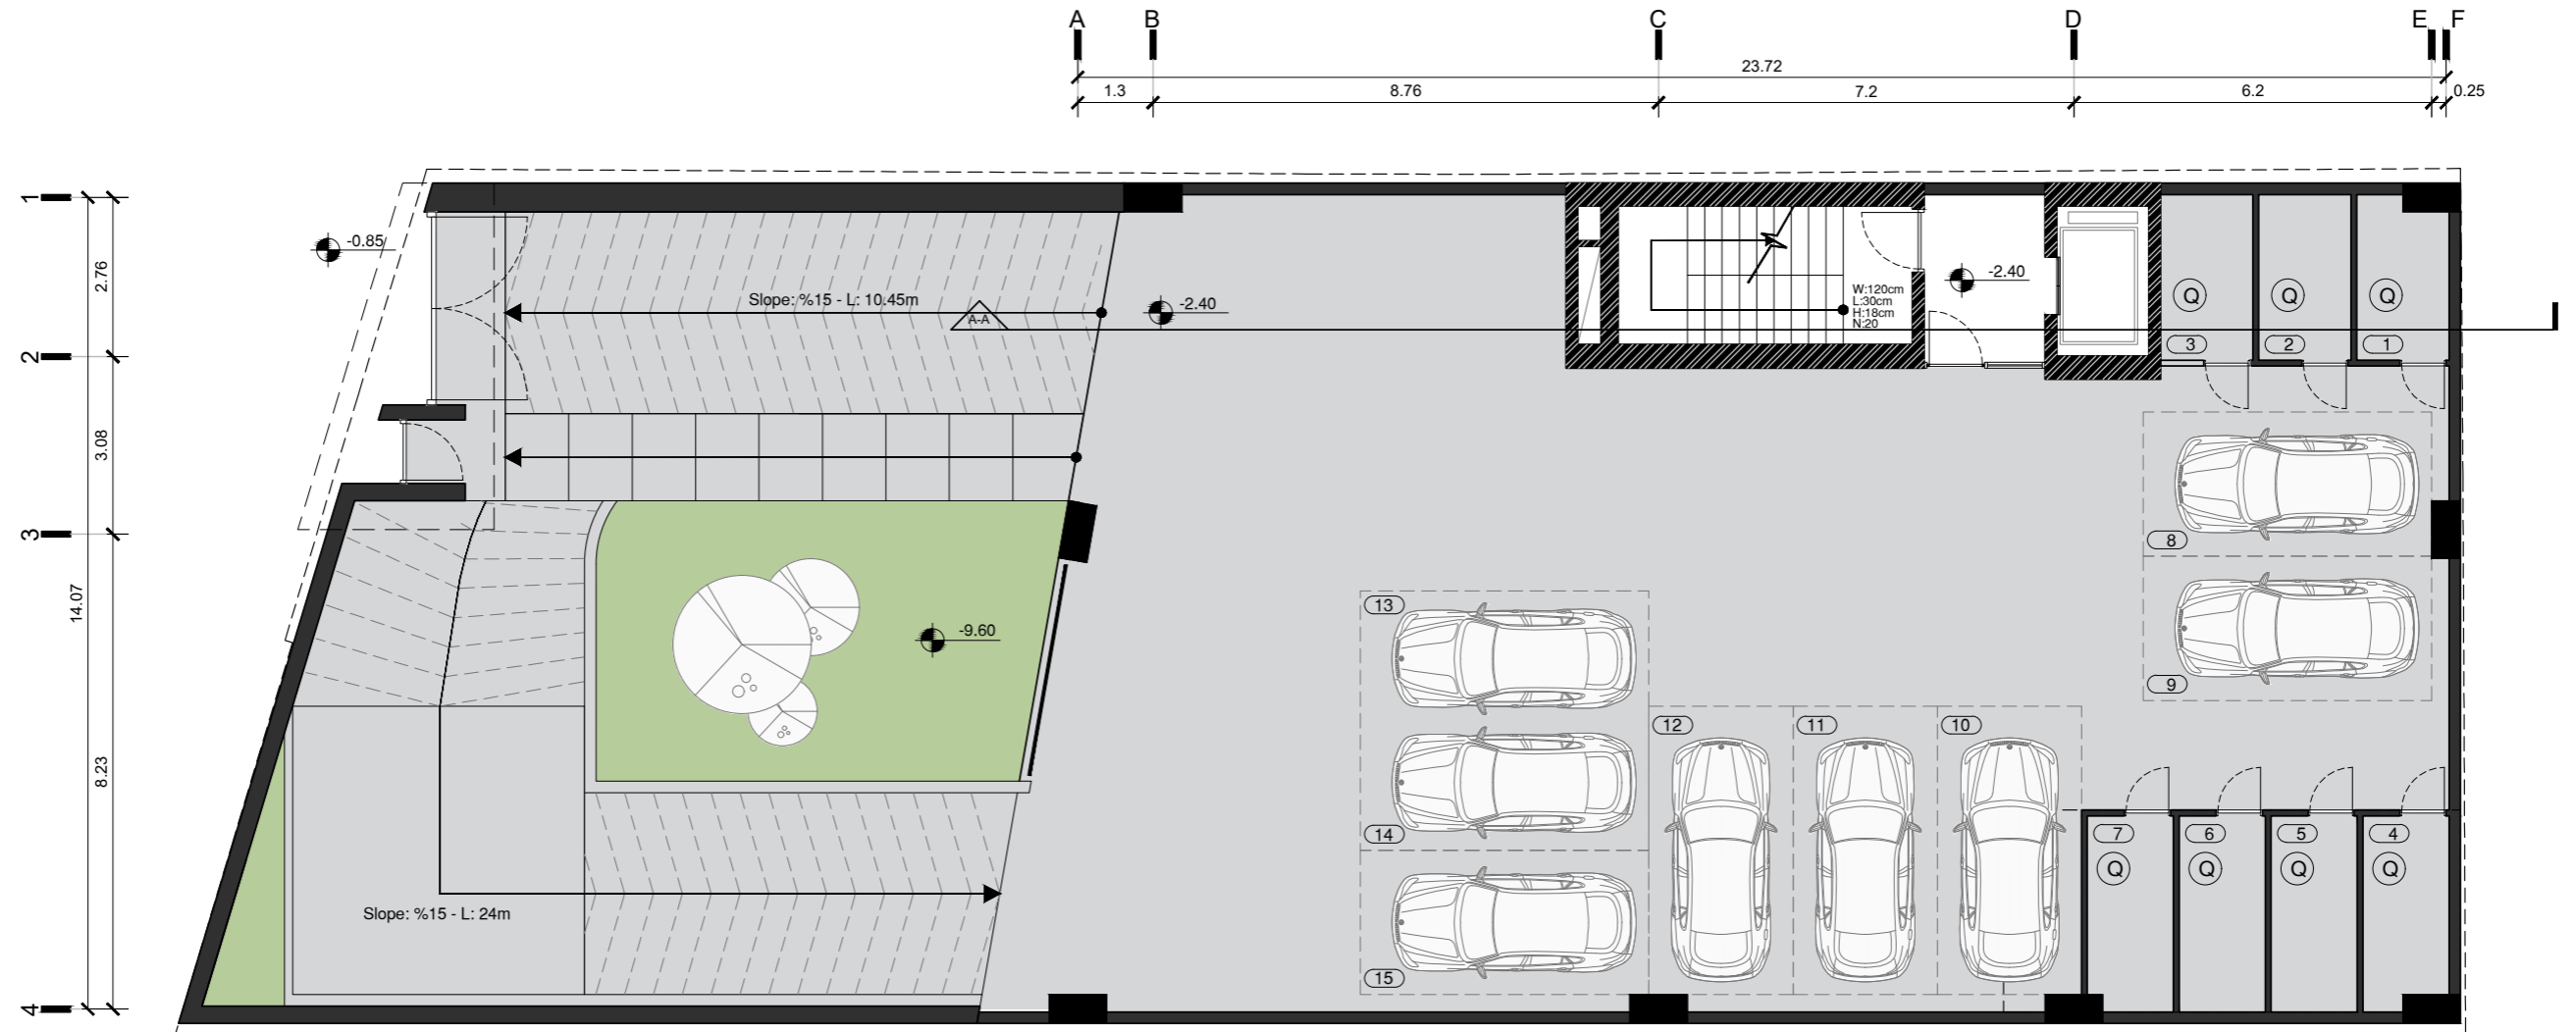 A B C D E F
23.72
1.3 8.76 7.2 6.2 0.25
1
2
3
4
2.76
3.08
8.23
14.07
-0.85
Slope: %15 - L: 10.45m
A-A
-2.40
W:120cm
L:30cm
H:18cm
N:20
-2.40
Q Q Q
3 2 1
8
9
-9.60
13
14
15
12 11 10
7 6 5 4
Q Q Q Q
Slope: %15 - L: 24m